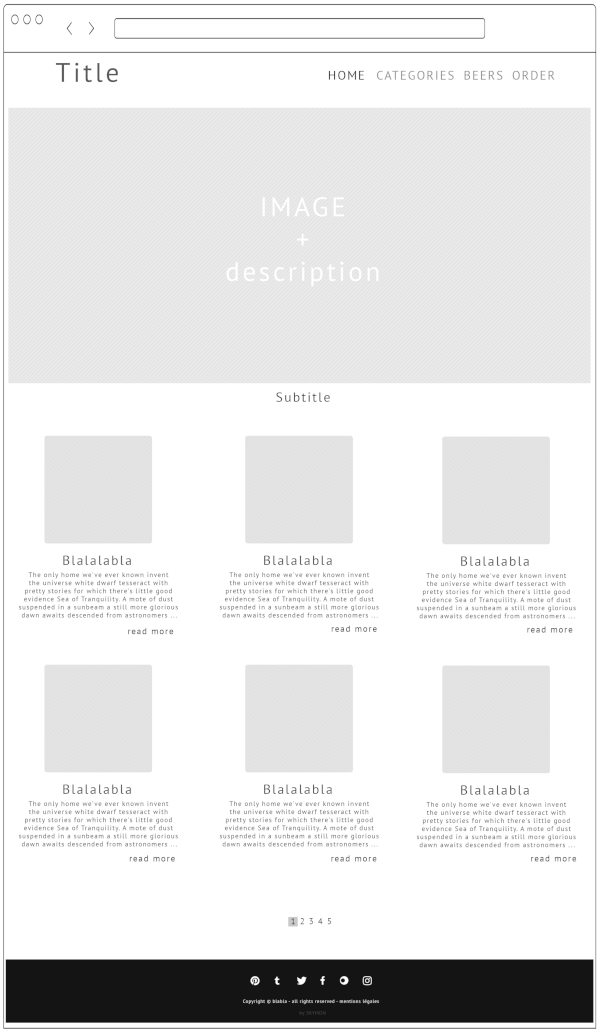 Title
HOME CATEGORIES BEERS ORDER
IMAGE
+
description
Subtitle
Blalalabla
The only home we've ever known invent
the universe white dwarf tesseract with
pretty stories for which there's little good
evidence Sea of Tranquility. A mote of dust
suspended in a sunbeam a still more glorious
dawn awaits descended from astronomers ...
read more
Blalalabla
The only home we've ever known invent
the universe white dwarf tesseract with
pretty stories for which there's little good
evidence Sea of Tranquility. A mote of dust
suspended in a sunbeam a still more glorious
dawn awaits descended from astronomers ...
read more
Blalalabla
The only home we've ever known invent
the universe white dwarf tesseract with
pretty stories for which there's little good
evidence Sea of Tranquility. A mote of dust
suspended in a sunbeam a still more glorious
dawn awaits descended from astronomers ...
read more
Blalalabla
The only home we've ever known invent
the universe white dwarf tesseract with
pretty stories for which there's little good
evidence Sea of Tranquility. A mote of dust
suspended in a sunbeam a still more glorious
dawn awaits descended from astronomers ...
read more
Blalalabla
The only home we've ever known invent
the universe white dwarf tesseract with
pretty stories for which there's little good
evidence Sea of Tranquility. A mote of dust
suspended in a sunbeam a still more glorious
dawn awaits descended from astronomers ...
read more
Blalalabla
The only home we've ever known invent
the universe white dwarf tesseract with
pretty stories for which there's little good
evidence Sea of Tranquility. A mote of dust
suspended in a sunbeam a still more glorious
dawn awaits descended from astronomers ...
read more
1 2 3 4 5
Copyright © blabla - all rights reserved - mentions légales
by